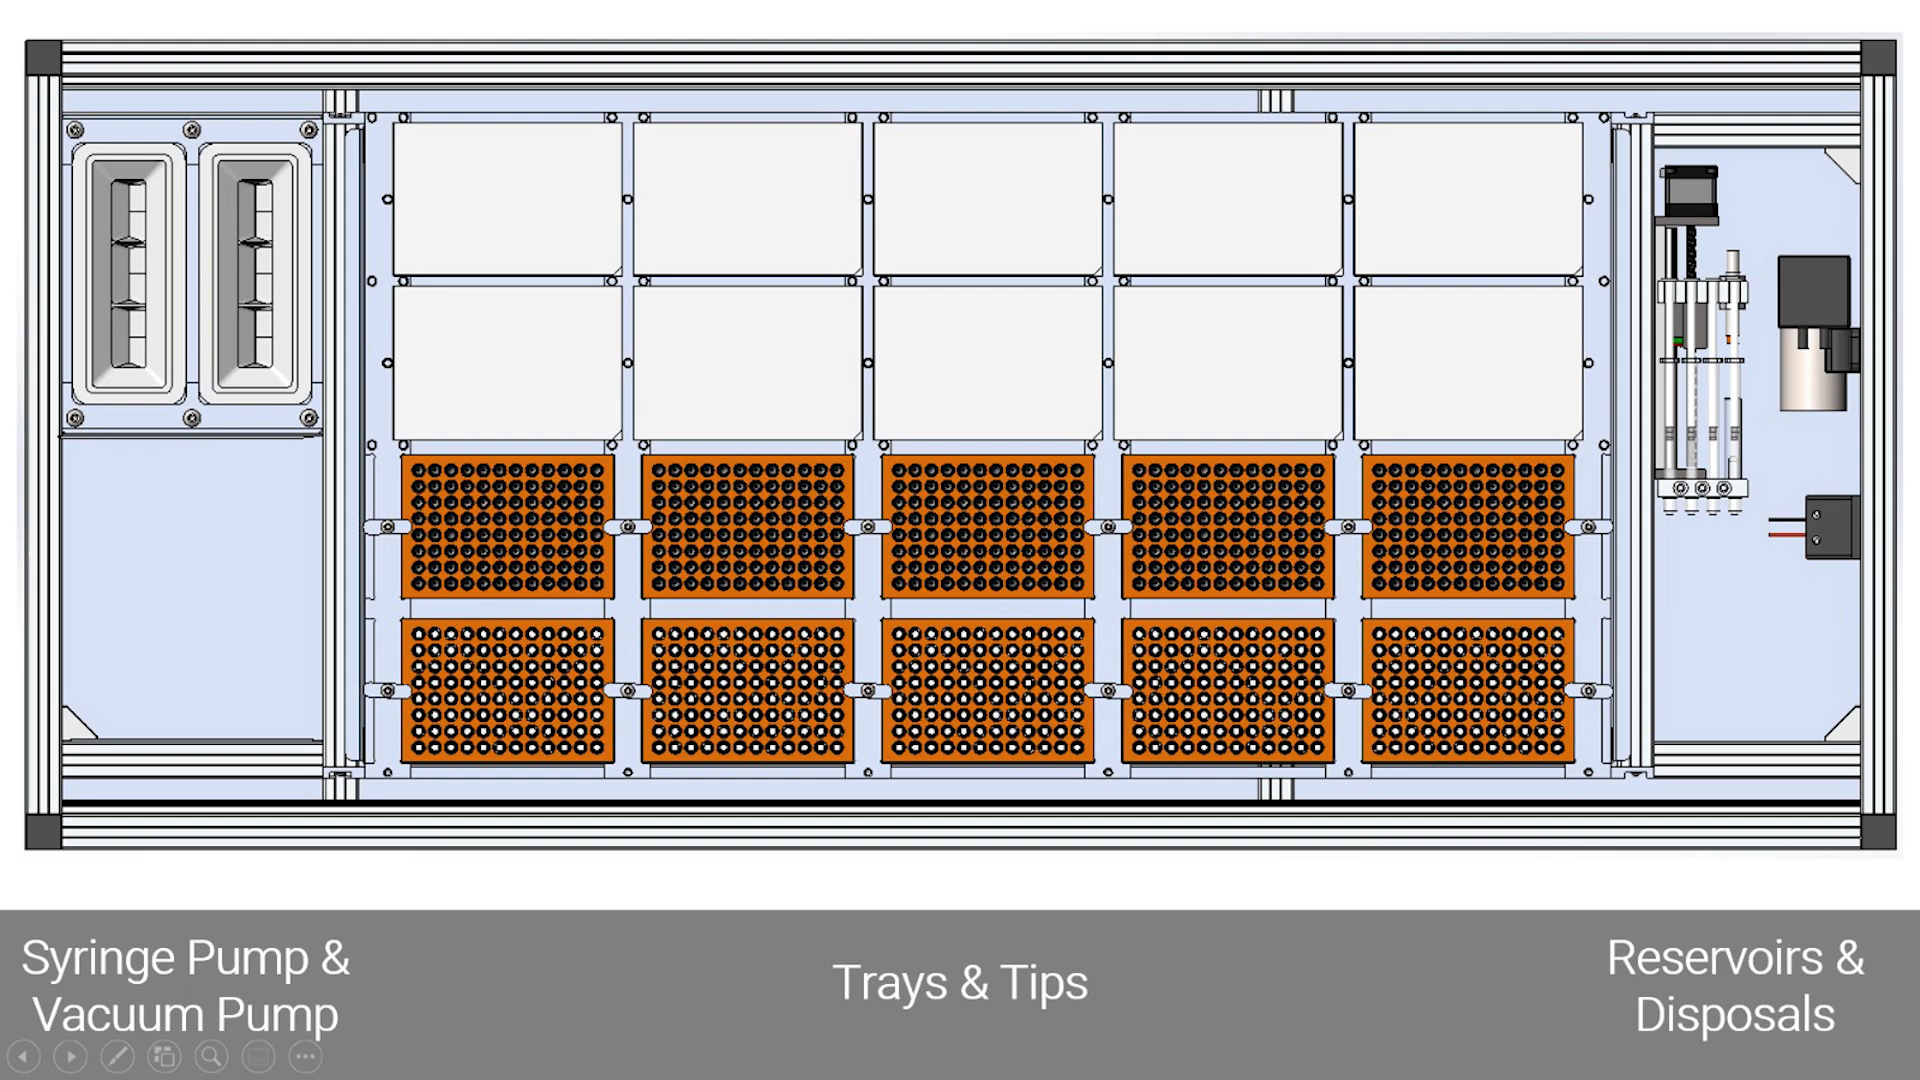 Syringe Pump &
Vacuum Pump
Trays & Tips
Reservoirs &
Disposals